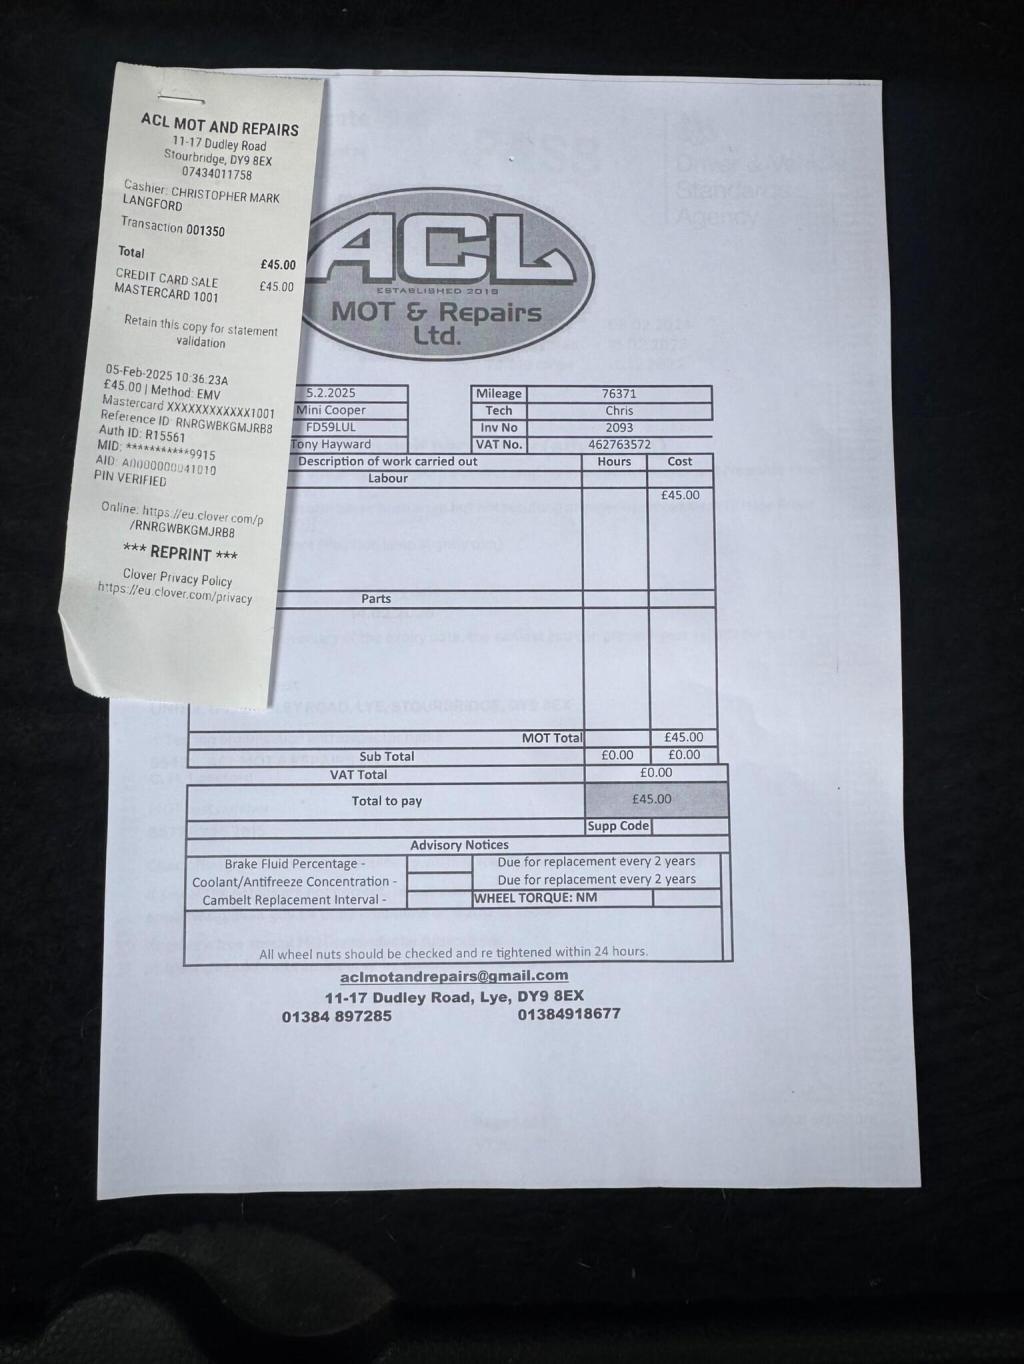 ACL MOT AND REPAIRS
11-17 Dudley Road
Stourbridge, DY9 8EX
07434011758
Cashier: CHRISTOPHER MARK
LANGFORD
Transaction 001350
Total £45.00
CREDIT CARD SALE £45.00
MASTERCARD 1001
Retain this copy for statement
validation
05-Feb-2025 10:36:23A
£45.00 | Method: EMV
Mastercard XXXXXXXXXXXX1001
Reference ID: RNRGWBKGMJRB8
Auth ID: R15561
MID: ***********9915
AID: A0000000041010
PIN VERIFIED
Online: https://eu.clover.com/p
/RNRGWBKGMJRB8
*** REPRINT ***
Clover Privacy Policy
https://eu.clover.com/privacy
ACL
ESTABLISHED 2019
MOT & Repairs
Ltd.
5.2.2025 Mileage 76371
Mini Cooper Tech Chris
FD59LUL Inv No 2093
Tony Hayward VAT No. 462763572
Description of work carried out Hours Cost
Labour
£45.00
Parts
MOT Total £45.00
Sub Total £0.00 £0.00
VAT Total £0.00
Total to pay £45.00
Supp Code
Advisory Notices
Brake Fluid Percentage - Due for replacement every 2 years
Coolant/Antifreeze Concentration - Due for replacement every 2 years
Cambelt Replacement Interval - WHEEL TORQUE: NM
All wheel nuts should be checked and re tightened within 24 hours.
aclmotandrepairs@gmail.com
11-17 Dudley Road, Lye, DY9 8EX
01384 897285 01384918677